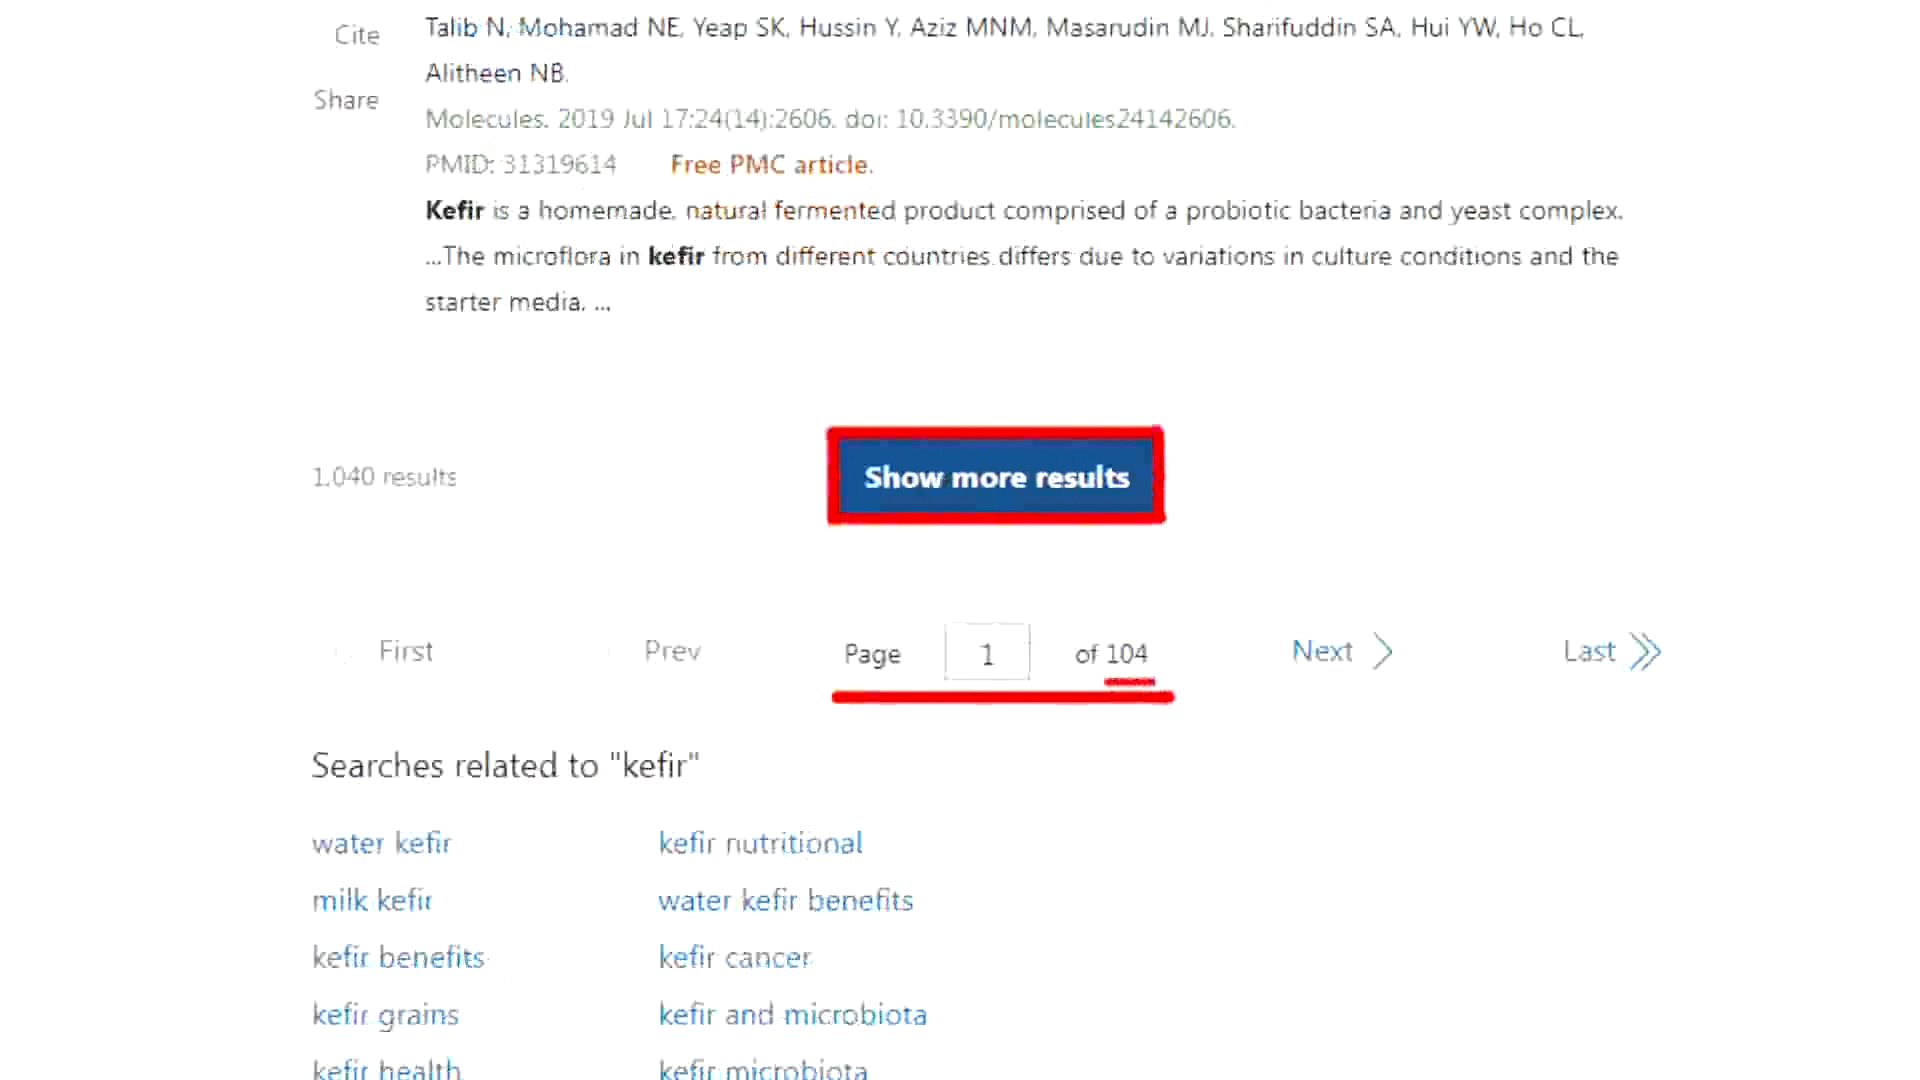 Cite
Talib N, Mohamad NE, Yeap SK, Hussin Y, Aziz MNM, Masarudin MJ, Sharifuddin SA, Hui YW, Ho CL,
Alitheen NB.
Share
Molecules. 2019 Jul 17;24(14):2606. doi: 10.3390/molecules24142606.
PMID: 31319614 Free PMC article.
Kefir is a homemade, natural fermented product comprised of a probiotic bacteria and yeast complex.
...The microflora in kefir from different countries differs due to variations in culture conditions and the
starter media. ...
1,040 results
Show more results
First Prev Page 1 of 104 Next Last
Searches related to "kefir"
water kefir kefir nutritional
milk kefir water kefir benefits
kefir benefits kefir cancer
kefir grains kefir and microbiota
kefir health kefir microbiota